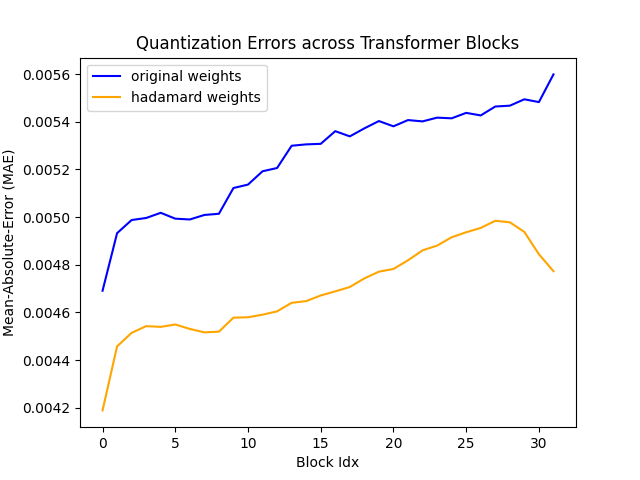 Quantization Errors across Transformer Blocks
original weights
hadamard weights
Mean-Absolute-Error (MAE)
0.0056
0.0054
0.0052
0.0050
0.0048
0.0046
0.0044
0.0042
0 5 10 15 20 25 30
Block Idx